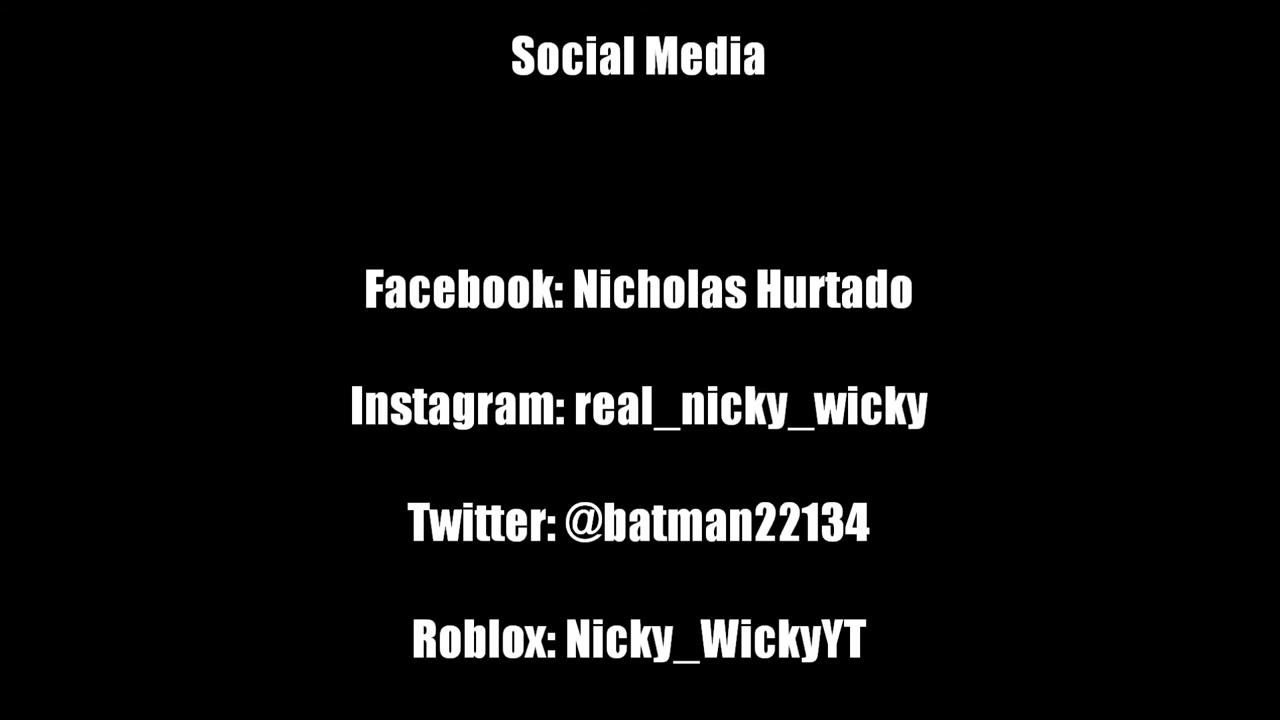 Social Media
Facebook: Nicholas Hurtado
Instagram: real_nicky_wicky
Twitter: @batman22134
Roblox: Nicky_WickyYT